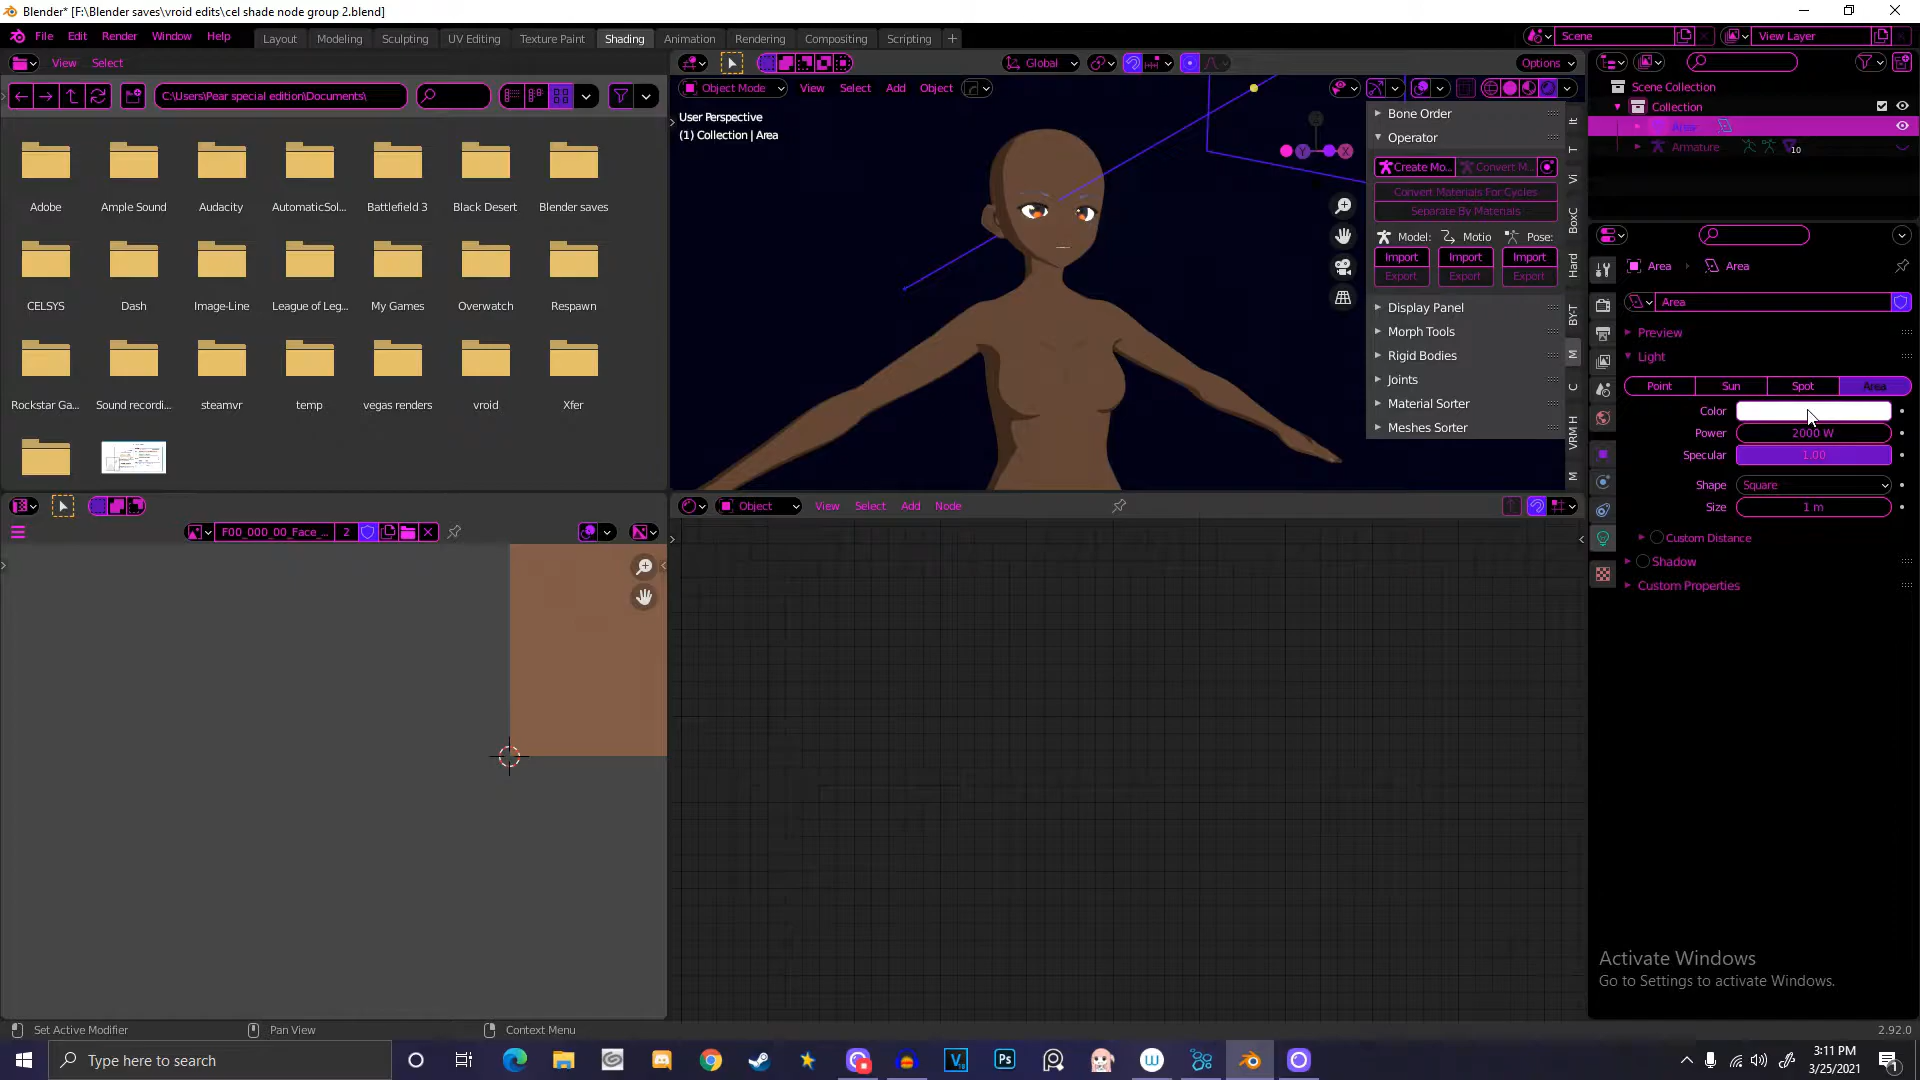 Blender* [F:\Blender saves\vroid edits\cel shade node group 2.blend]
File Edit Render Window Help
Layout Modeling Sculpting UV Editing Texture Paint Shading Animation Rendering Compositing Scripting
Scene
View Layer
View Select
Global
Options
C:\Users\Pear special edition\Documents\
Object Mode View Select Add Object
User Perspective
(1) Collection | Area
Adobe Ample Sound Audacity AutomaticSol... Battlefield 3 Black Desert Blender saves
CELSYS Dash Image-Line League of Leg... My Games Overwatch Respawn
Rockstar Ga... Sound recordi... steamvr temp vegas renders vroid Xfer
Bone Order
Operator
Create Mo... Convert M...
Convert Materials For Cycles
Separate By Materials
Model: Motio Pose:
Import Import Import
Export Export Export
Display Panel
Morph Tools
Rigid Bodies
Joints
Material Sorter
Meshes Sorter
It
T
Vi
BoxC
Hard
BY-T
M
C
VRM H
M
Scene Collection
Collection
Area
Armature 10
Area Area
Area
Preview
Light
Point Sun Spot Area
Color
Power 2000 W
Specular 1.00
Shape Square
Size 1 m
Custom Distance
Shadow
Custom Properties
F00_000_00_Face_... 2
Object View Select Add Node
Activate Windows
Go to Settings to activate Windows.
Set Active Modifier Pan View Context Menu 2.92.0
Type here to search
3:11 PM
3/25/2021